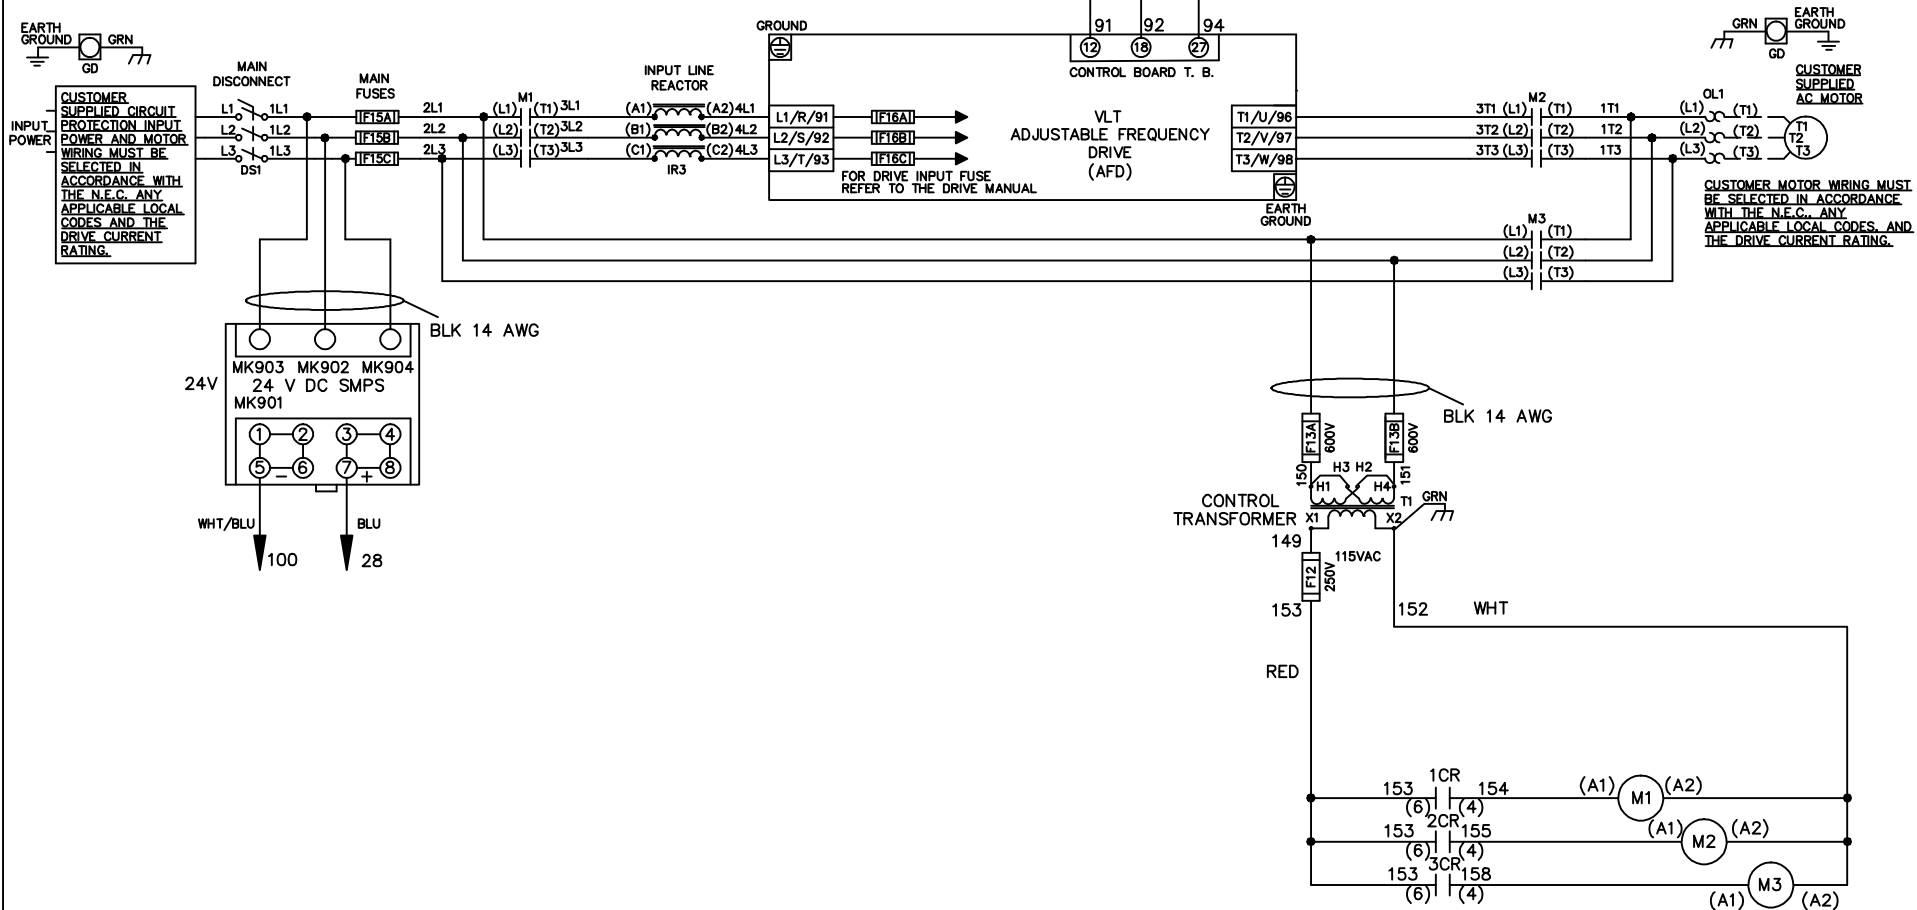 91 92 94
EARTH
GROUND GRN
GD
GROUND
12 18 27
CONTROL BOARD T. B.
GRN
EARTH
GROUND
GD
CUSTOMER
SUPPLIED
AC MOTOR
INPUT
POWER
CUSTOMER
SUPPLIED CIRCUIT
PROTECTION INPUT
POWER AND MOTOR
WIRING MUST BE
SELECTED IN
ACCORDANCE WITH
THE N.E.C. ANY
APPLICABLE LOCAL
CODES AND THE
DRIVE CURRENT
RATING.
MAIN
DISCONNECT
L1 1L1
L2 1L2
L3 1L3
DS1
MAIN
FUSES
F15A 2L1
F15B 2L2
F15C 2L3
M1
(L1) (T1) 3L1
(L2) (T2) 3L2
(L3) (T3) 3L3
INPUT LINE
REACTOR
(A1) (A2) 4L1
(B1) (B2) 4L2
(C1) (C2) 4L3
IR3
L1/R/91 F16A
L2/S/92 F16B
L3/T/93 F16C
FOR DRIVE INPUT FUSE
REFER TO THE DRIVE MANUAL
VLT
ADJUSTABLE FREQUENCY
DRIVE
(AFD)
T1/U/96
T2/V/97
T3/W/98
EARTH
GROUND
M2
3T1 (L1) (T1) 1T1
3T2 (L2) (T2) 1T2
3T3 (L3) (T3) 1T3
OL1
(L1) (T1)
(L2) (T2)
(L3) (T3)
T1
T2
T3
CUSTOMER MOTOR WIRING MUST
BE SELECTED IN ACCORDANCE
WITH THE N.E.C., ANY
APPLICABLE LOCAL CODES, AND
THE DRIVE CURRENT RATING.
M3
(L1) (T1)
(L2) (T2)
(L3) (T3)
BLK 14 AWG
MK903 MK902 MK904
24V 24 V DC SMPS
MK901
1 2 3 4
5 6 7 8
− +
WHT/BLU BLU
100 28
BLK 14 AWG
F13A 600V F13B 600V
150 H3 H2 151
H1 H4
T1 GRN
CONTROL
TRANSFORMER X1 X2
149
115VAC
F12 250V
153 152 WHT
RED
1CR
153 154 (A1) M1 (A2)
(6) (4)
2CR
153 155 (A1) M2 (A2)
(6) (4)
3CR
153 158 M3
(6) (4) (A1) (A2)